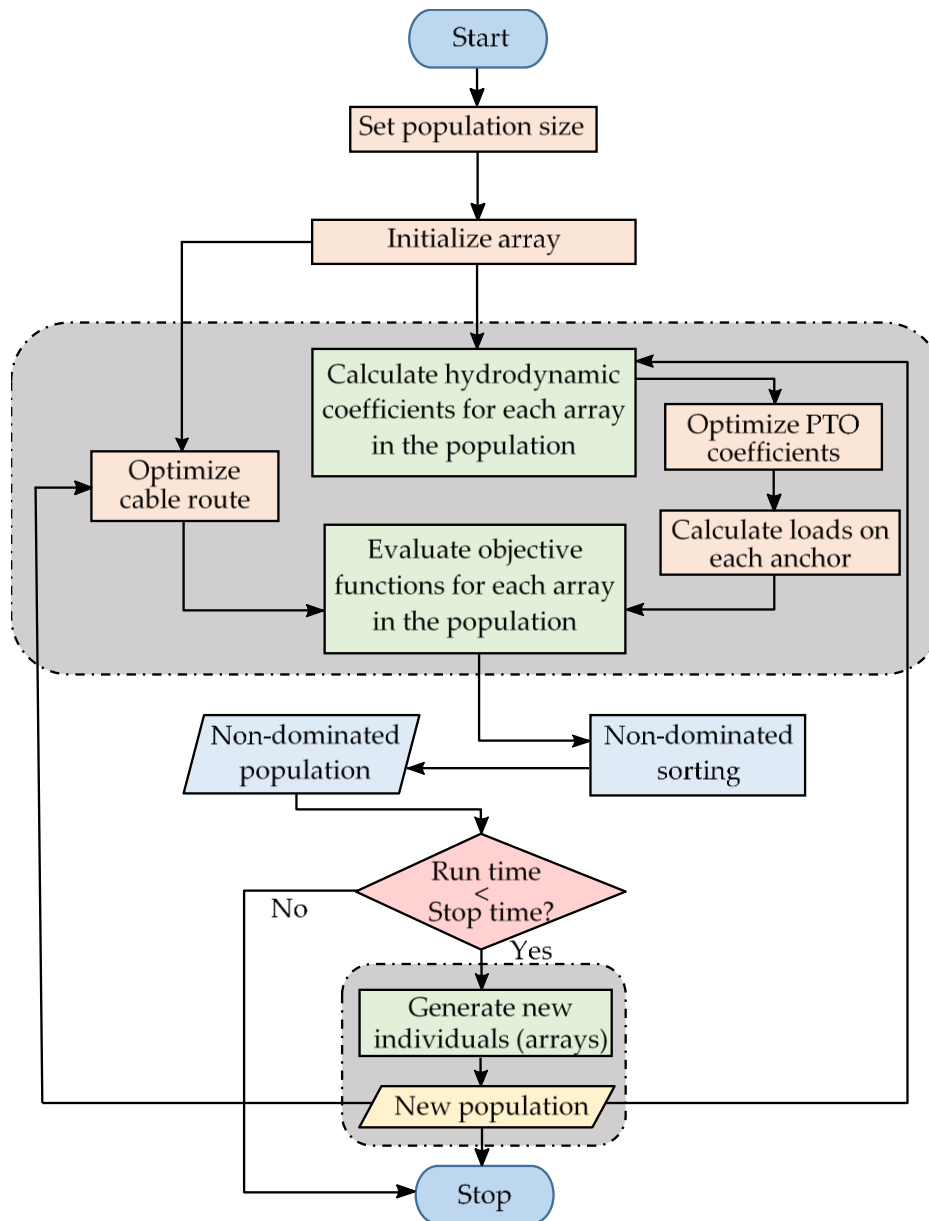 Start
Set population size
Initialize array
Calculate hydrodynamic
coefficients for each array
in the population
Optimize PTO
coefficients
Optimize
cable route
Calculate loads on
each anchor
Evaluate objective
functions for each array
in the population
Non-dominated
population
Non-dominated
sorting
Run time
<
Stop time?
No
Yes
Generate new
individuals (arrays)
New population
Stop